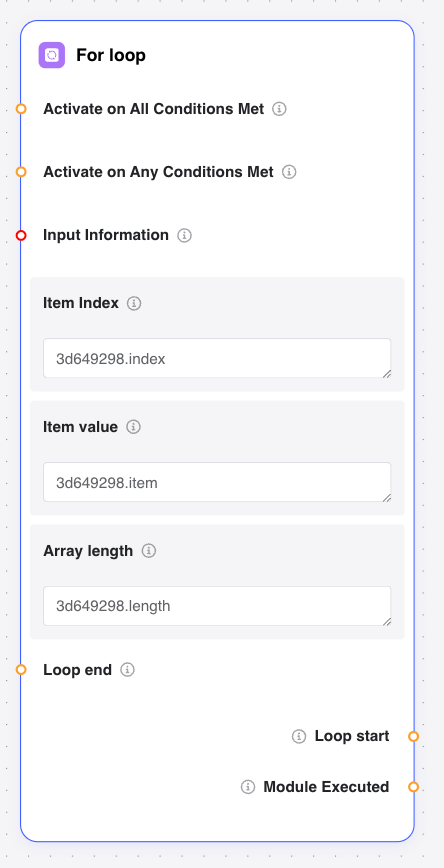 For loop
Activate on All Conditions Met
Activate on Any Conditions Met
Input Information
Item Index
3d649298.index
Item value
3d649298.item
Array length
3d649298.length
Loop end
Loop start
Module Executed